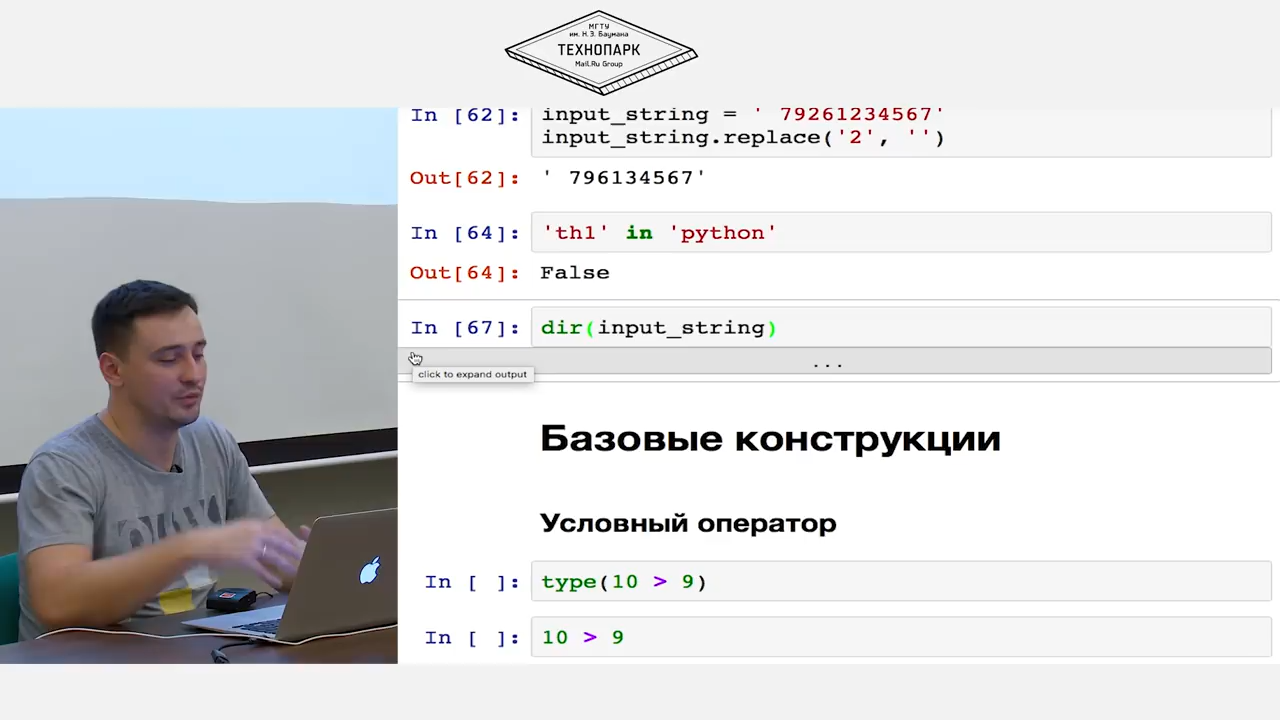 МГТУ
им. Н.Э. Баумана
ТЕХНОПАРК
Mail.Ru Group
In [62]: input_string = ' 79261234567'
input_string.replace('2', '')
Out[62]: ' 796134567'
In [64]: 'th1' in 'python'
Out[64]: False
In [67]: dir(input_string)
...
click to expand output
Базовые конструкции
Условный оператор
In [ ]: type(10 > 9)
In [ ]: 10 > 9